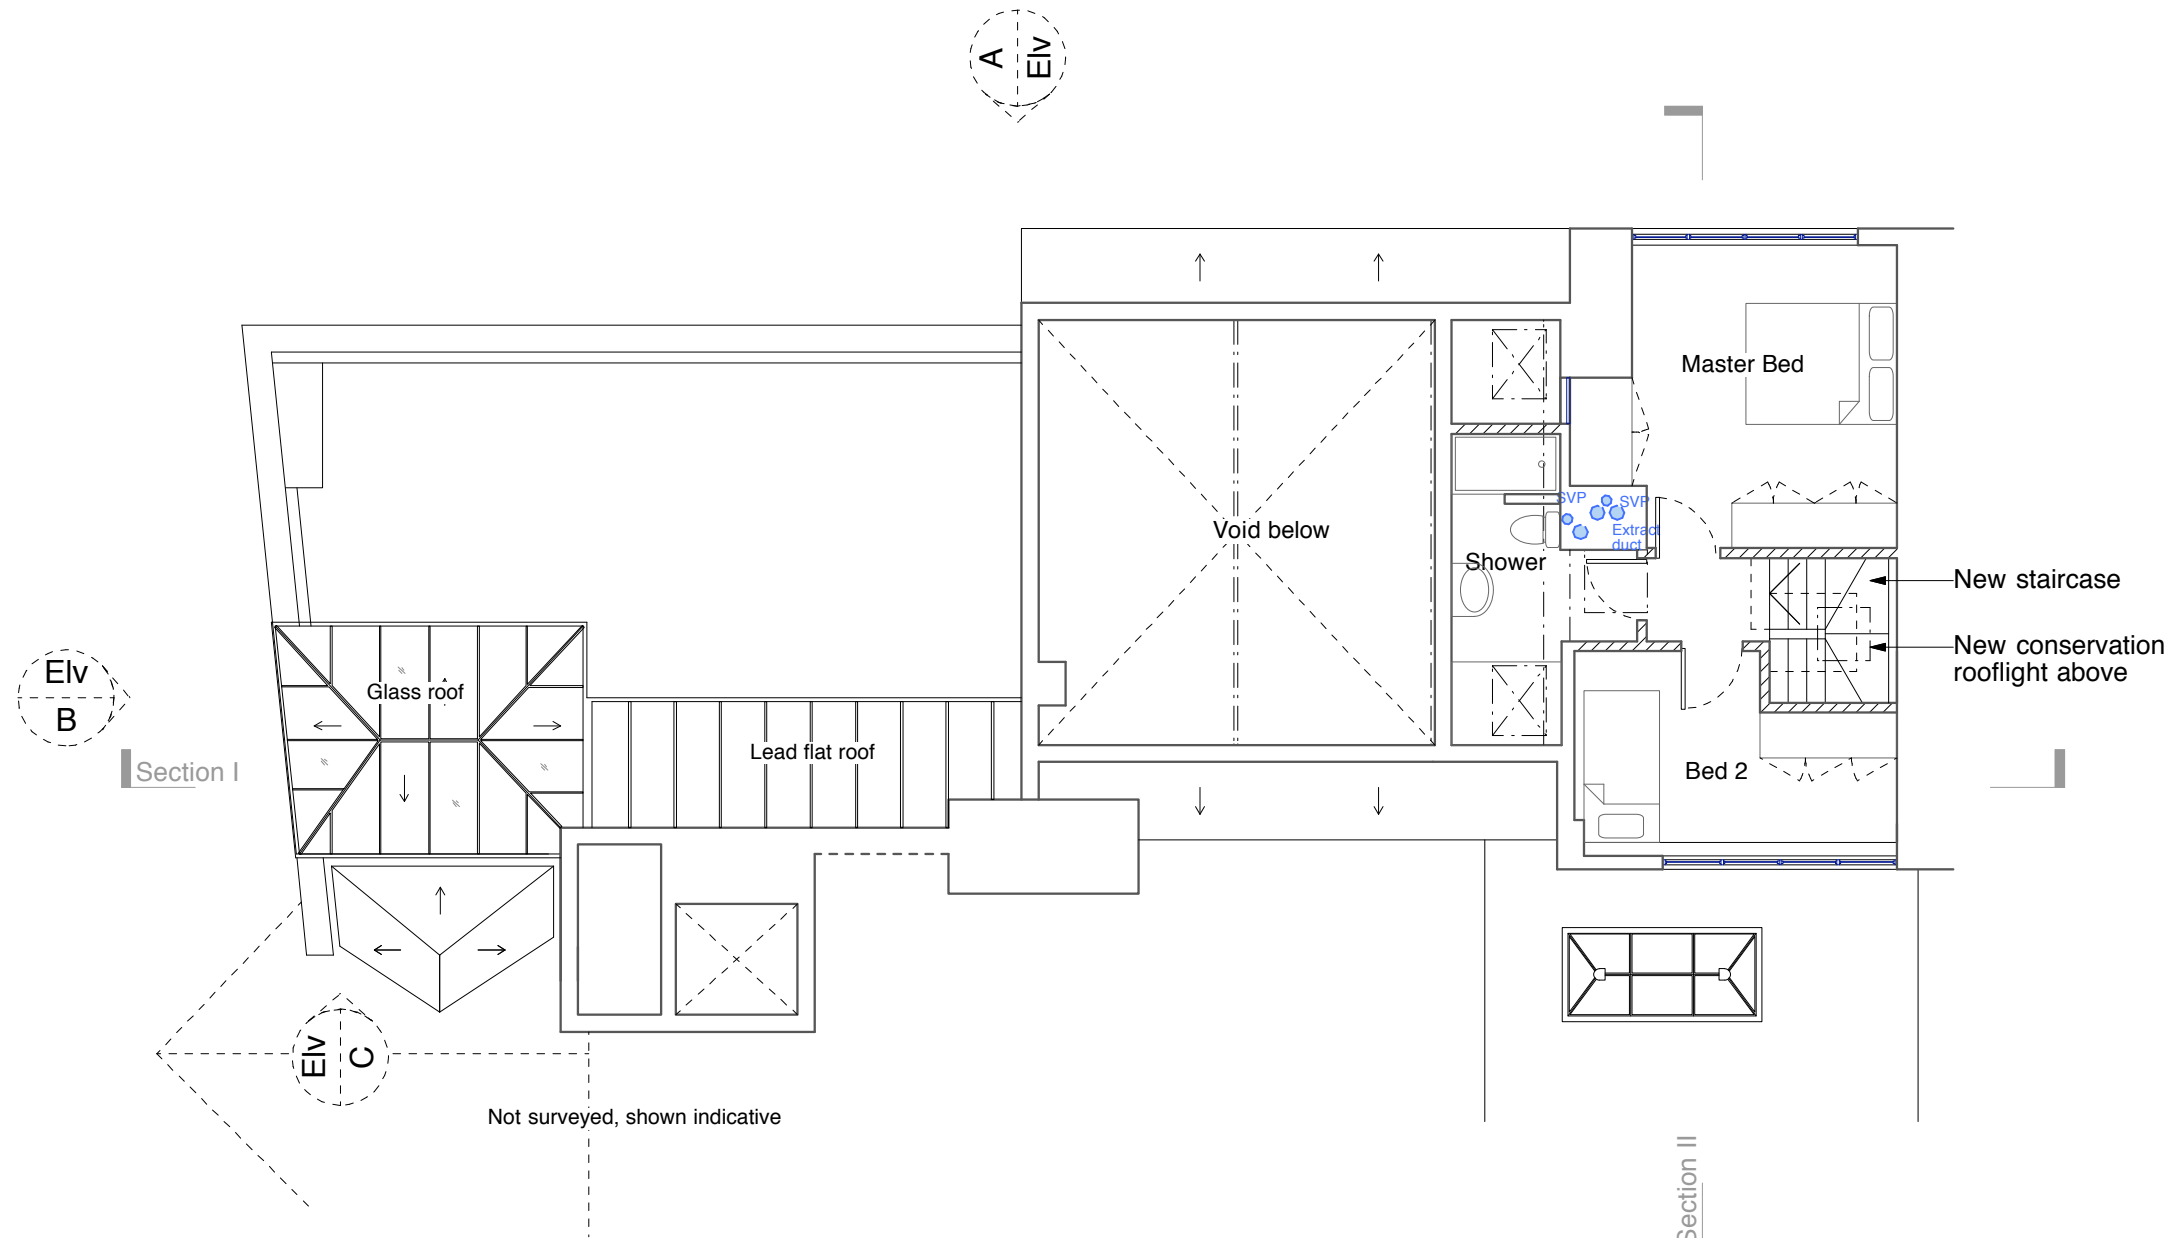 A
Elv
Master Bed
SVP
SVP
Void below
Extract
duct
Shower
New staircase
New conservation
rooflight above
Elv
B
Glass roof
Lead flat roof
Section I
Bed 2
Elv
C
Not surveyed, shown indicative
Section II